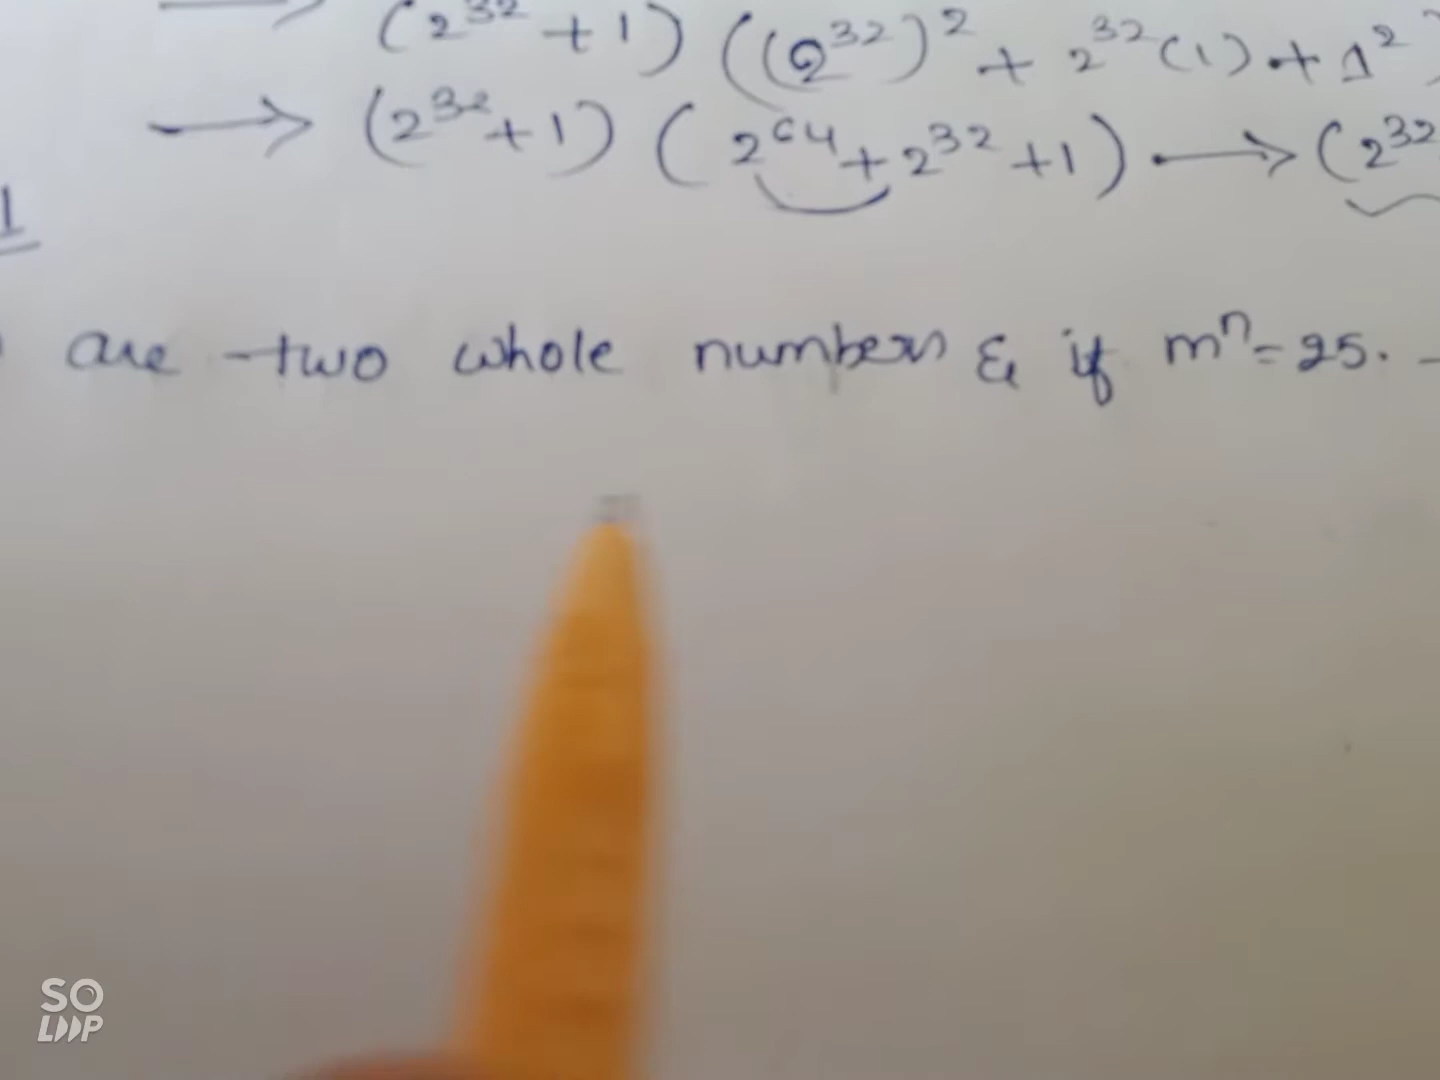 (2³² + 1) ((2³²)² + 2³²(1) + 1²)
→ (2³² + 1) (2⁶⁴ + 2³² + 1) → (2³²
1
are two whole numbers & if mⁿ = 25.
SO
LOOP